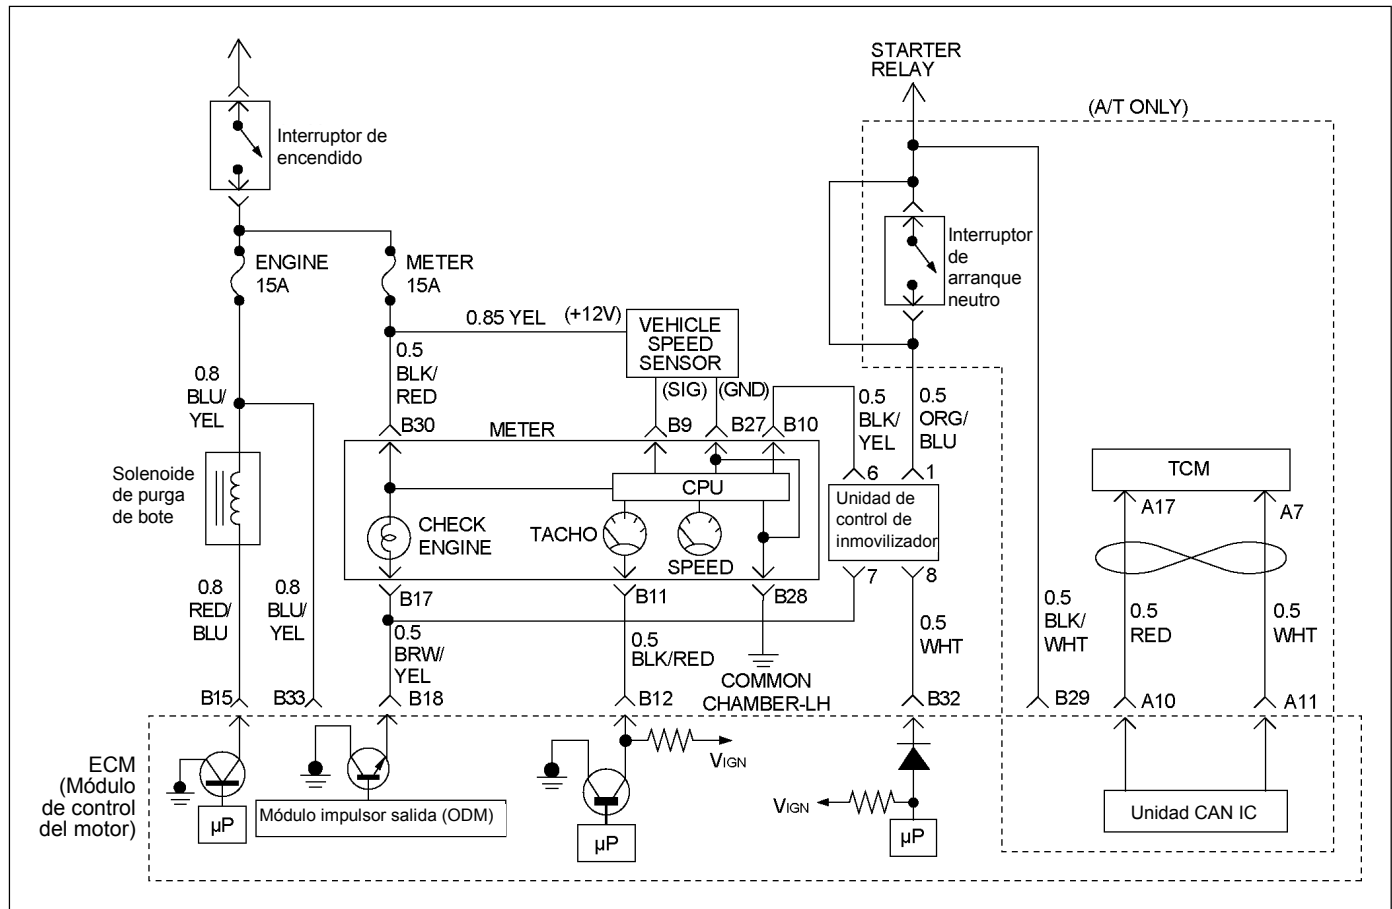 STARTER
RELAY
(A/T ONLY)
Interruptor de
encendido
Interruptor
de
arranque
neutro
ENGINE
15A
METER
15A
0.85 YEL
(+12V)
VEHICLE
SPEED
SENSOR
(SIG)
(GND)
0.8
BLU/
YEL
0.5
BLK/
RED
0.5
BLK/
YEL
0.5
ORG/
BLU
B30
METER
B9
B27
B10
6
1
Solenoide
de purga
de bote
CPU
CHECK
ENGINE
TACHO
SPEED
Unidad de
control de
inmovilizador
TCM
A17
A7
B17
B11
B28
7
8
0.8
RED/
BLU
0.8
BLU/
YEL
0.5
BRW/
YEL
0.5
BLK/RED
COMMON
CHAMBER-LH
0.5
WHT
0.5
BLK/
WHT
0.5
RED
0.5
WHT
B15
B33
B18
B12
B32
B29
A10
A11
ECM
(Módulo
de control
del motor)
VIGN
VIGN
µP
Módulo impulsor salida (ODM)
µP
µP
Unidad CAN IC